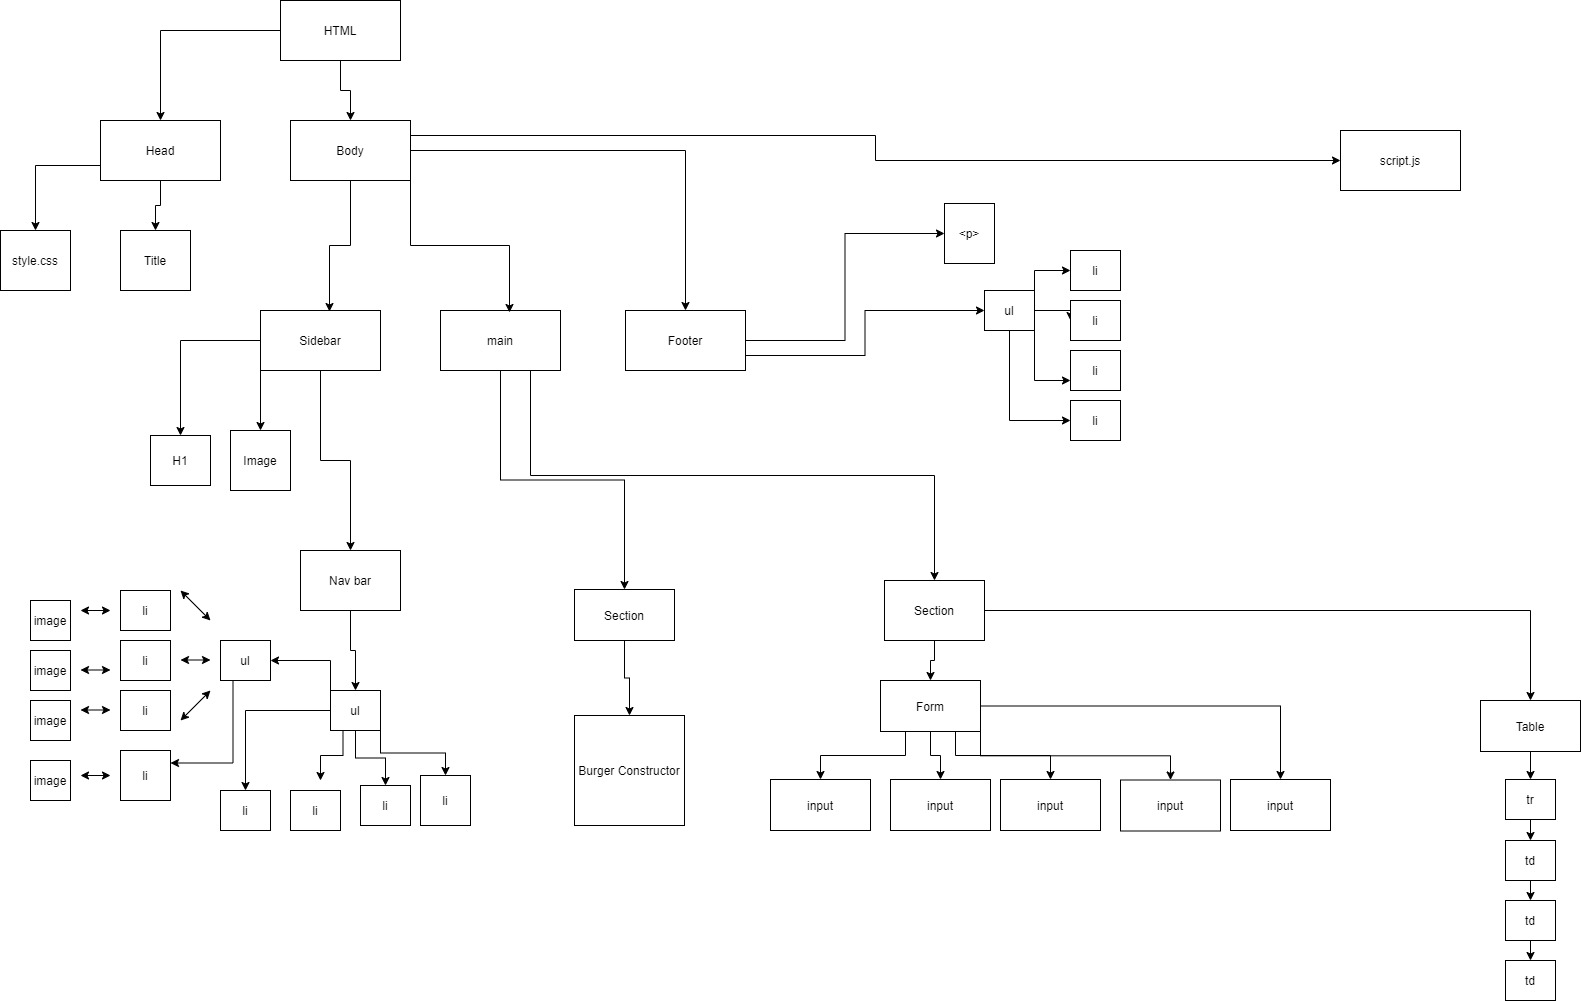 HTML
Head
Body
script.js
style.css
Title
<p>
ul
li
li
li
li
Sidebar
main
Footer
H1
Image
Nav bar
Section
Section
image
li
image
li
ul
image
li
ul
image
li
li
li
li
li
Burger Constructor
Form
Table
input
input
input
input
input
tr
td
td
td